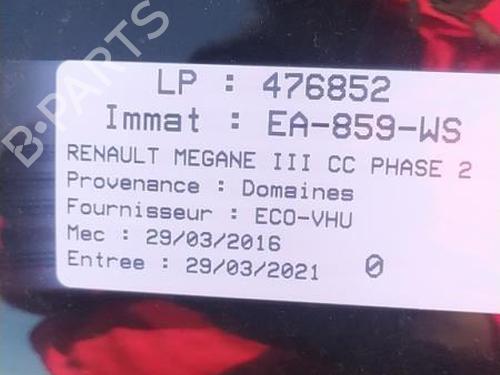 LP : 476852
Immat : EA-859-WS
RENAULT MEGANE III CC PHASE 2
Provenance : Domaines
Fournisseur : ECO-VHU
Mec : 29/03/2016
Entree : 29/03/2021 0
B-PARTS